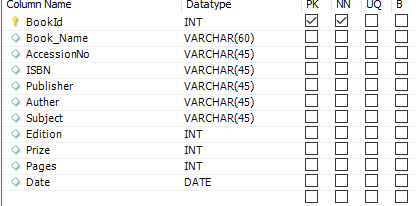 Column Name Datatype PK NN UQ B
BookId INT
Book_Name VARCHAR(60)
AccessionNo VARCHAR(45)
ISBN VARCHAR(45)
Publisher VARCHAR(45)
Auther VARCHAR(45)
Subject VARCHAR(45)
Edition INT
Prize INT
Pages INT
Date DATE